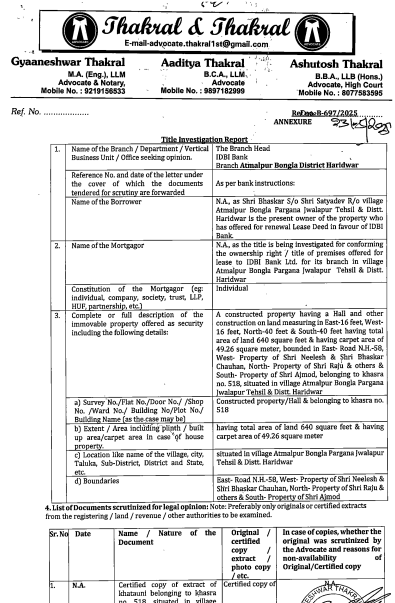 Thakral & Thakral
E-mail-advocate.thakral1st@gmail.com
Gyaaneshwar Thakral
M.A. (Eng.), LLM
Advocate & Notary,
Mobile No. : 9219156533
Aaditya Thakral
B.C.A., LLM
Advocate
Mobile No. : 9897182999
Ashutosh Thakral
B.B.A., LLB (Hons.)
Advocate, High Court
Mobile No. : 8077583595
Ref. No. ..................
B-697/2025
ANNEXURE
Title Investigation Report
1. Name of the Branch / Department / Vertical Business Unit / Office seeking opinion.
The Branch Head
IDBI Bank
Branch Atmalpur Bongla District Haridwar
Reference No. and date of the letter under
the cover of which the documents
tendered for scrutiny are forwarded
As per bank instructions:
Name of the Borrower
N.A., as Shri Bhaskar S/o Shri Satyadev R/o village
Atmalpur Bongla Pargana Jwalapur Tehsil & Distt.
Haridwar is the present owner of the property who
has offered for renewal Lease Deed in favour of IDBI
Bank.
2. Name of the Mortgagor
N.A., as the title is being investigated for conforming
the ownership right / title of premises offered for
lease to IDBI Bank Ltd. for its branch in village
Atmalpur Bongla Pargana Jwalapur Tehsil & Distt.
Haridwar
Constitution of the Mortgagor (eg:
individual, company, society, trust, LLP,
HUF, partnership, etc.)
Individual
3. Complete or full description of the
immovable property offered as security
including the following details:
A constructed property having a Hall and other
construction on land measuring in East-16 feet, West-
16 feet, North-40 feet & South-40 feet having total
area of land 640 square feet & having carpet area of
49.26 square meter, bounded in East- Road N.H.-58,
West- Property of Shri Neelesh & Shri Bhaskar
Chauhan, North- Property of Shri Raju & others &
South- Property of Shri Ajmod, belonging to khasra
no. 518, situated in village Atmalpur Bongla Pargana
Jwalapur Tehsil & Distt. Haridwar
a) Survey No./Flat No./Door No./ /Shop
No. /Ward No./ Building No/Plot No./
Building Name (as the case may be)
Constructed property/Hall & belonging to khasra no.
518
b) Extent / Area including plinth / built
up area/carpet area in case of house
property.
having total area of land 640 square feet & having
carpet area of 49.26 square meter
c) Location like name of the village, city,
Taluka, Sub-District, District and State,
etc.
situated in village Atmalpur Bongla Pargana Jwalapur
Tehsil & Distt. Haridwar
d) Boundaries
East- Road N.H.-58, West- Property of Shri Neelesh &
Shri Bhaskar Chauhan, North- Property of Shri Raju &
others & South- Property of Shri Ajmod
4. List of Documents scrutinized for legal opinion: Note: Preferably only originals or certified extracts
from the registering / land / revenue / other authorities to be examined.
Sr. No
Date
Name / Nature of the
Document
Original /
certified
copy /
extract /
photo copy
/ etc.
In case of copies, whether the
original was scrutinized by
the Advocate and reasons for
non-availability of
Original/Certified copy
1.
N.A.
Certified copy of extract of
khatauni belonging to khasra
no. 518 situated in village
Certified copy of
N.A.